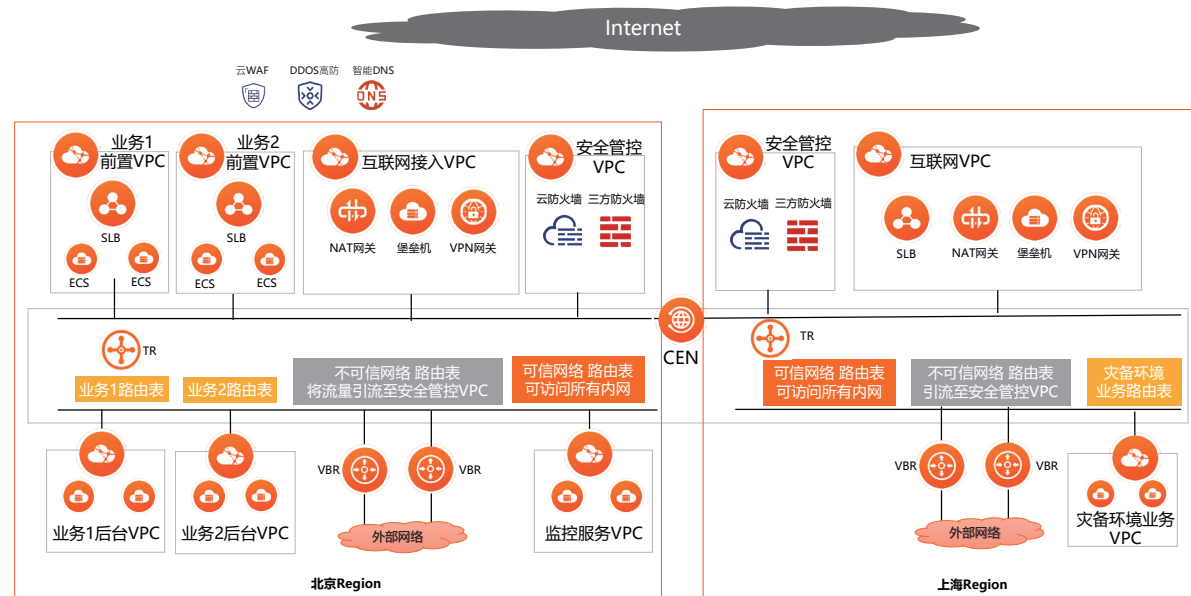 Internet
云WAF
DDOS高防
智能DNS
DNS
业务1
前置VPC
SLB
ECS
ECS
业务2
前置VPC
SLB
ECS
ECS
互联网接入VPC
NAT网关
堡垒机
VPN网关
安全管控
VPC
云防火墙
三方防火墙
安全管控
VPC
云防火墙
三方防火墙
互联网VPC
SLB
NAT网关
堡垒机
VPN网关
CEN
TR
业务1路由表
业务2路由表
不可信网络 路由表
将流量引流至安全管控VPC
可信网络 路由表
可访问所有内网
TR
可信网络 路由表
可访问所有内网
不可信网络 路由表
引流至安全管控VPC
灾备环境
业务路由表
业务1后台VPC
业务2后台VPC
VBR
VBR
外部网络
监控服务VPC
VBR
VBR
外部网络
灾备环境业务
VPC
北京Region
上海Region